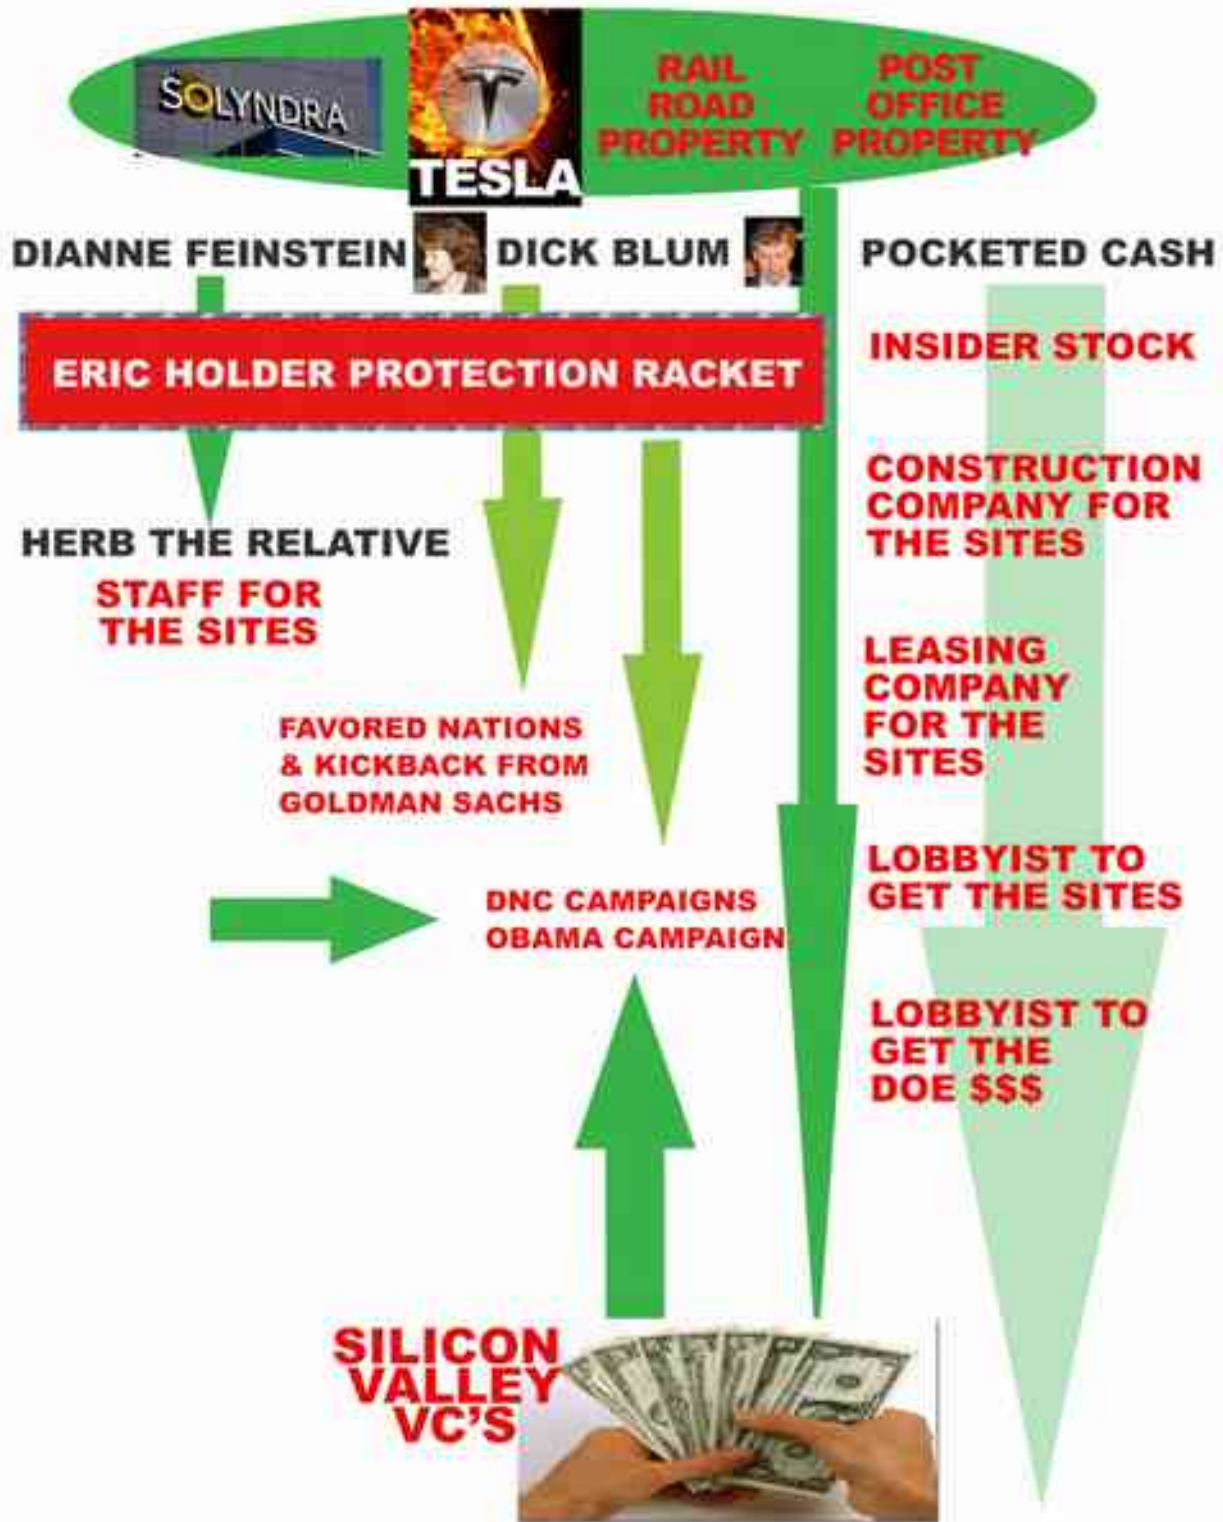 SOLYNDRA
TESLA
RAIL
ROAD
PROPERTY
POST
OFFICE
PROPERTY
DIANNE FEINSTEIN
DICK BLUM
POCKETED CASH
ERIC HOLDER PROTECTION RACKET
INSIDER STOCK
CONSTRUCTION
COMPANY FOR
THE SITES
HERB THE RELATIVE
STAFF FOR
THE SITES
LEASING
COMPANY
FOR THE
SITES
FAVORED NATIONS
& KICKBACK FROM
GOLDMAN SACHS
LOBBYIST TO
GET THE SITES
DNC CAMPAIGNS
OBAMA CAMPAIGN
LOBBYIST TO
GET THE
DOE $$$
SILICON
VALLEY
VC'S